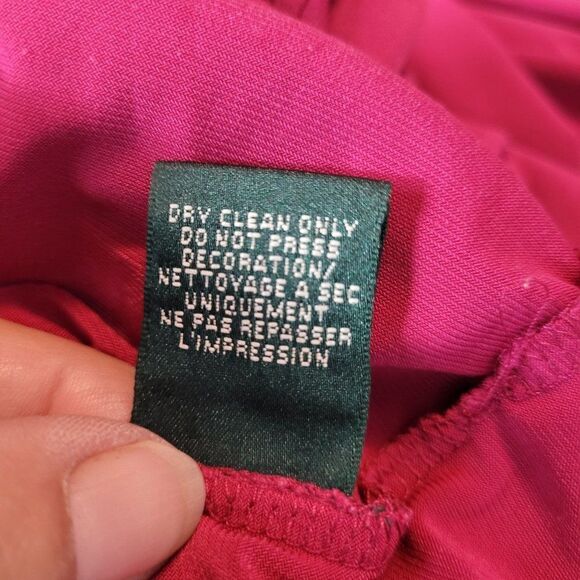 DRY CLEAN ONLY
DO NOT PRESS
DECORATION/
NETTOYAGE A SEC
UNIQUEMENT
NE PAS REPASSER
L'IMPRESSION